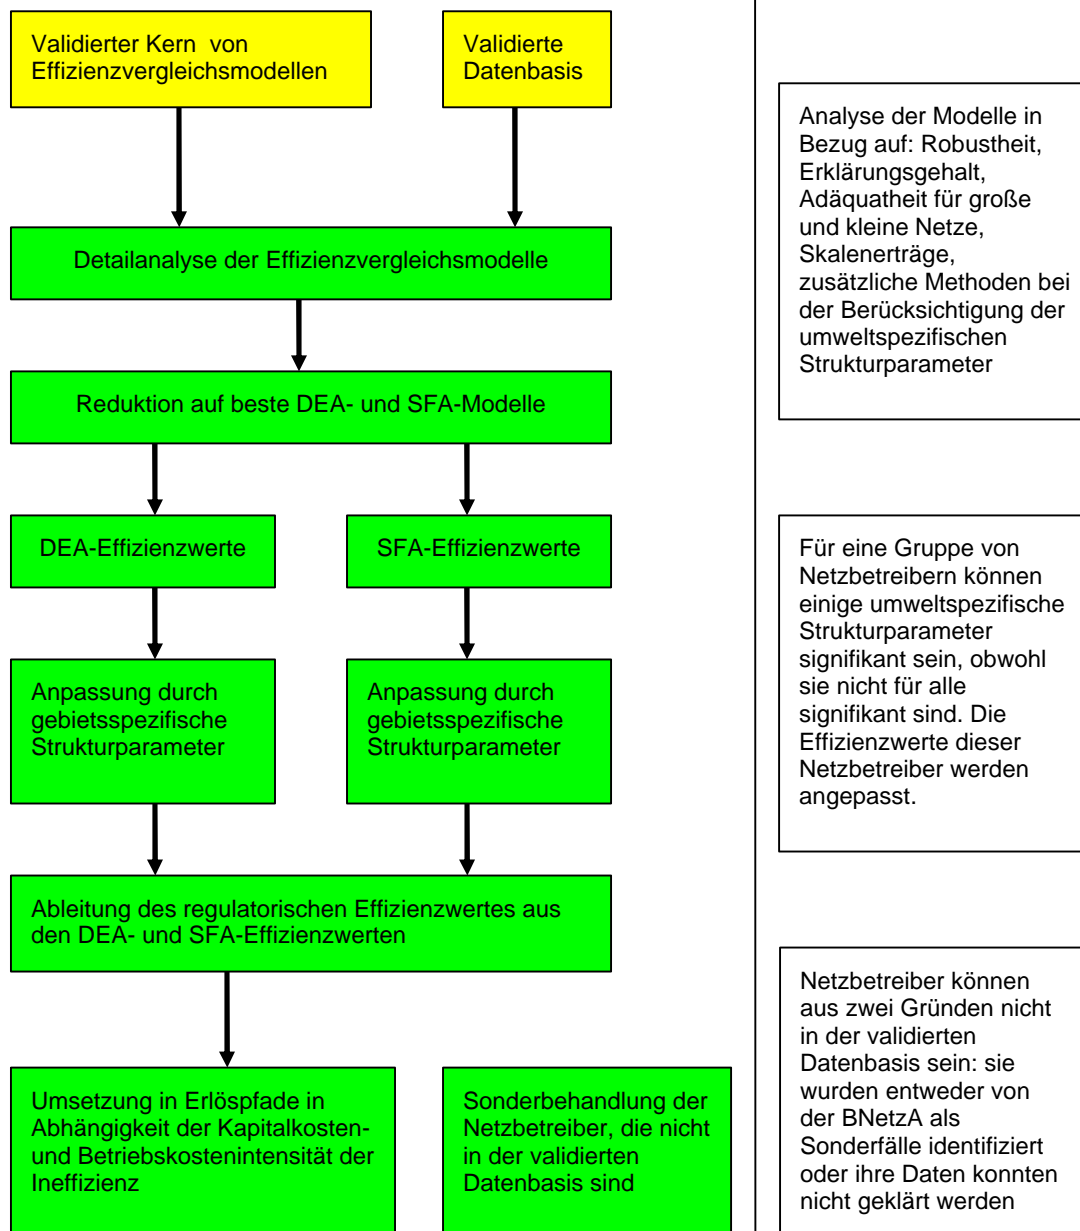 Validierter Kern von
Effizienzvergleichsmodellen
Validierte
Datenbasis
Detailanalyse der Effizienzvergleichsmodelle
Reduktion auf beste DEA- und SFA-Modelle
DEA-Effizienzwerte
SFA-Effizienzwerte
Anpassung durch
gebietsspezifische
Strukturparameter
Anpassung durch
gebietsspezifische
Strukturparameter
Ableitung des regulatorischen Effizienzwertes aus
den DEA- und SFA-Effizienzwerten
Umsetzung in Erlöspfade in
Abhängigkeit der Kapitalkosten-
und Betriebskostenintensität der
Ineffizienz
Sonderbehandlung der
Netzbetreiber, die nicht
in der validierten
Datenbasis sind
Analyse der Modelle in
Bezug auf: Robustheit,
Erklärungsgehalt,
Adäquatheit für große
und kleine Netze,
Skalenerträge,
zusätzliche Methoden bei
der Berücksichtigung der
umweltspezifischen
Strukturparameter
Für eine Gruppe von
Netzbetreibern können
einige umweltspezifische
Strukturparameter
signifikant sein, obwohl
sie nicht für alle
signifikant sind. Die
Effizienzwerte dieser
Netzbetreiber werden
angepasst.
Netzbetreiber können
aus zwei Gründen nicht
in der validierten
Datenbasis sein: sie
wurden entweder von
der BNetzA als
Sonderfälle identifiziert
oder ihre Daten konnten
nicht geklärt werden